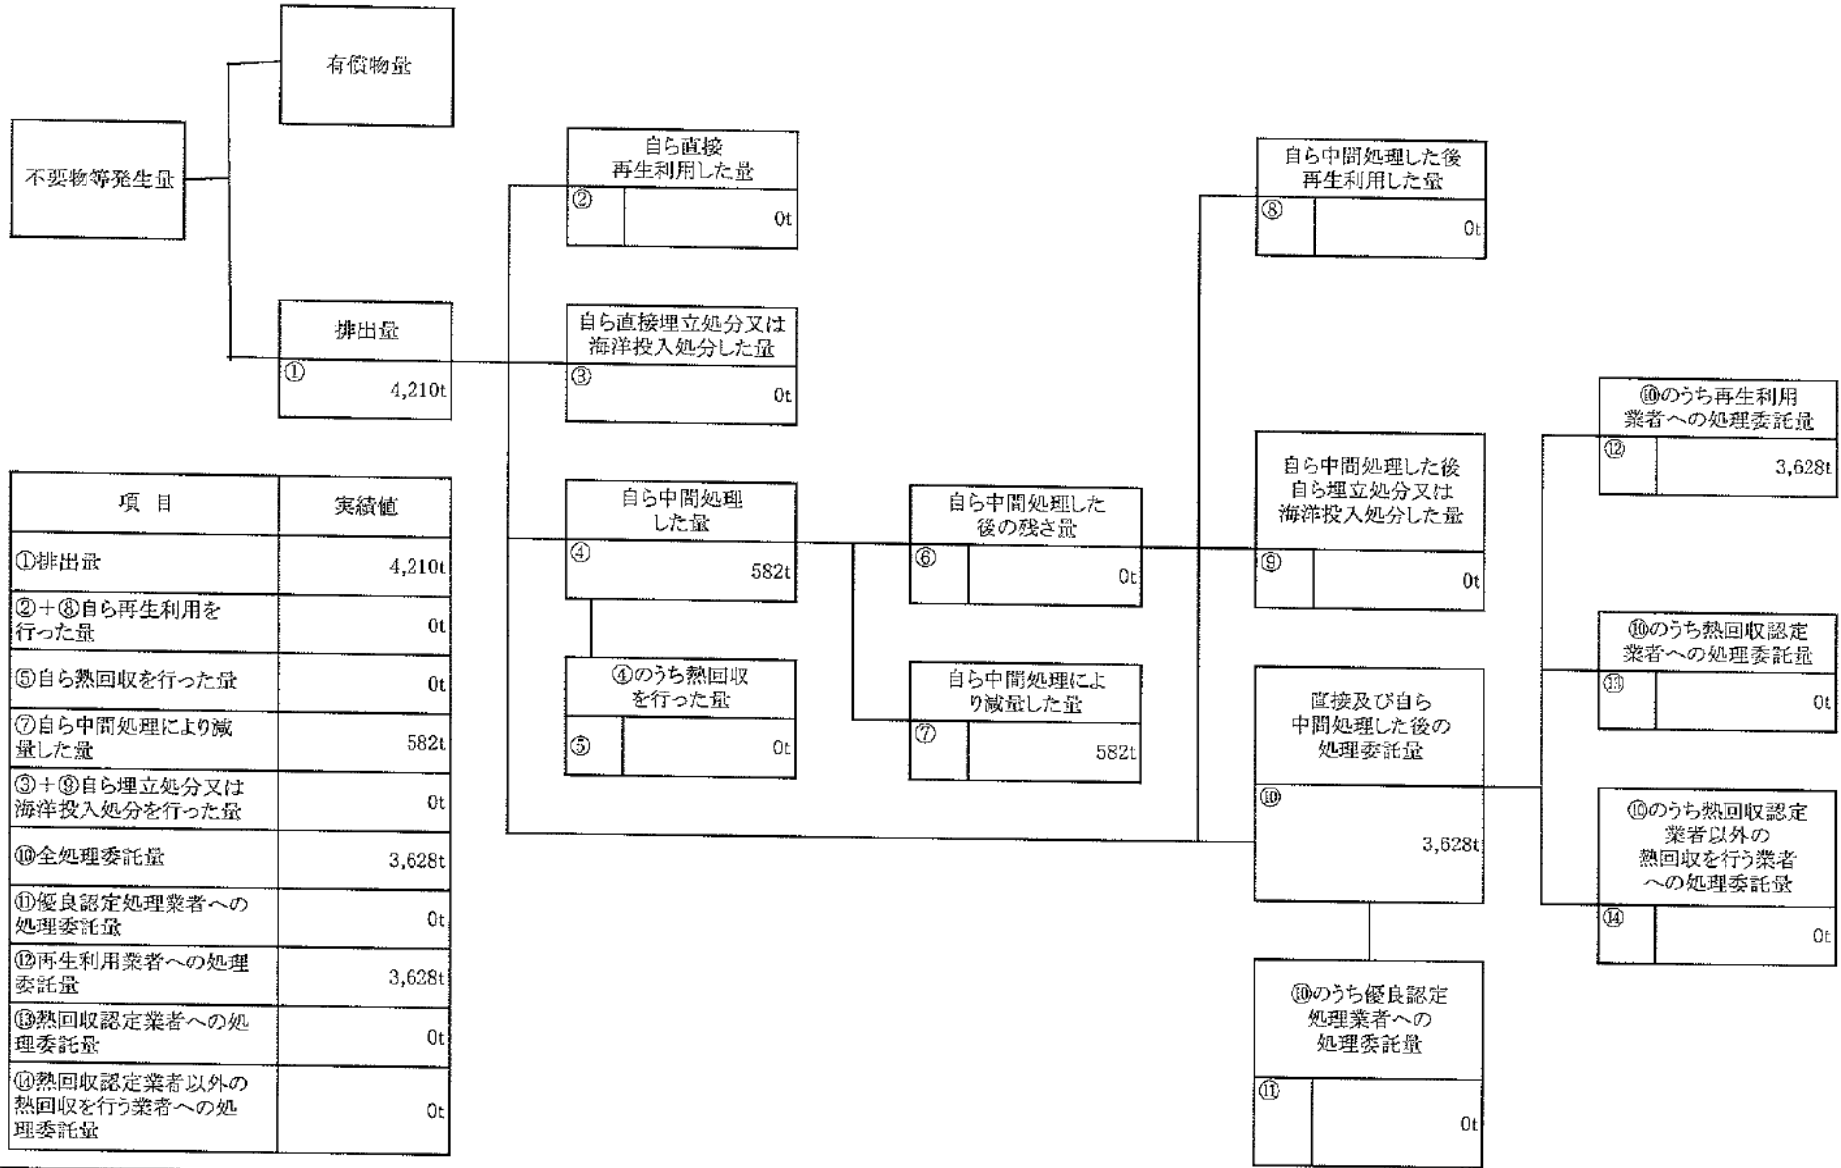 有償物量
不要物等発生量
排出量
①
4,210t
自ら直接
再生利用した量
②
0t
自ら直接埋立処分又は
海洋投入処分した量
③
0t
自ら中間処理
した量
④
582t
④のうち熱回収
を行った量
⑤
0t
自ら中間処理した
後の残さ量
⑥
0t
自ら中間処理によ
り減量した量
⑦
582t
自ら中間処理した後
再生利用した量
⑧
0t
自ら中間処理した後
自ら埋立処分又は
海洋投入処分した量
⑨
0t
直接及び自ら
中間処理した後の
処理委託量
⑩
3,628t
⑩のうち優良認定
処理業者への
処理委託量
⑪
0t
⑩のうち再生利用
業者への処理委託量
⑫
3,628t
⑩のうち熱回収認定
業者への処理委託量
⑬
0t
⑩のうち熱回収認定
業者以外の
熱回収を行う業者
への処理委託量
⑭
0t
項 目
実績値
①排出量
4,210t
②+⑧自ら再生利用を
行った量
0t
⑤自ら熱回収を行った量
0t
⑦自ら中間処理により減
量した量
582t
③+⑨自ら埋立処分又は
海洋投入処分を行った量
0t
⑩全処理委託量
3,628t
⑪優良認定処理業者への
処理委託量
0t
⑫再生利用業者への処理
委託量
3,628t
⑬熱回収認定業者への処
理委託量
0t
⑭熱回収認定業者以外の
熱回収を行う業者への処
理委託量
0t